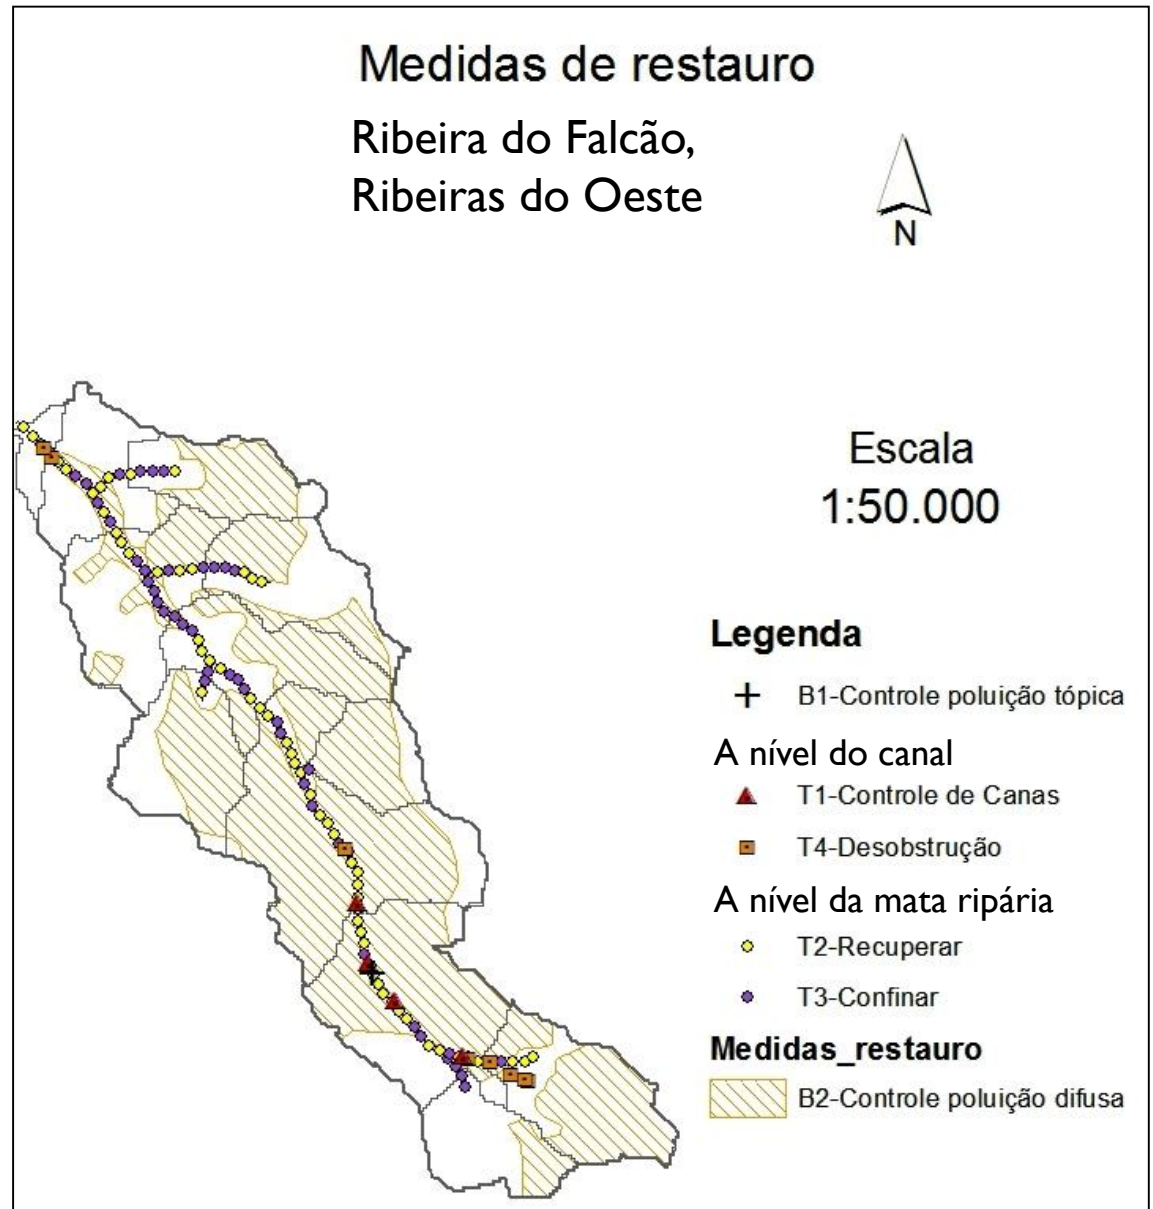 Medidas de restauro
Ribeira do Falcão,
Ribeiras do Oeste
N
Escala
1:50.000
Legenda
B1-Controle poluição tópica
A nível do canal
T1-Controle de Canas
T4-Desobstrução
A nível da mata ripária
T2-Recuperar
T3-Confinar
Medidas_restauro
B2-Controle poluição difusa